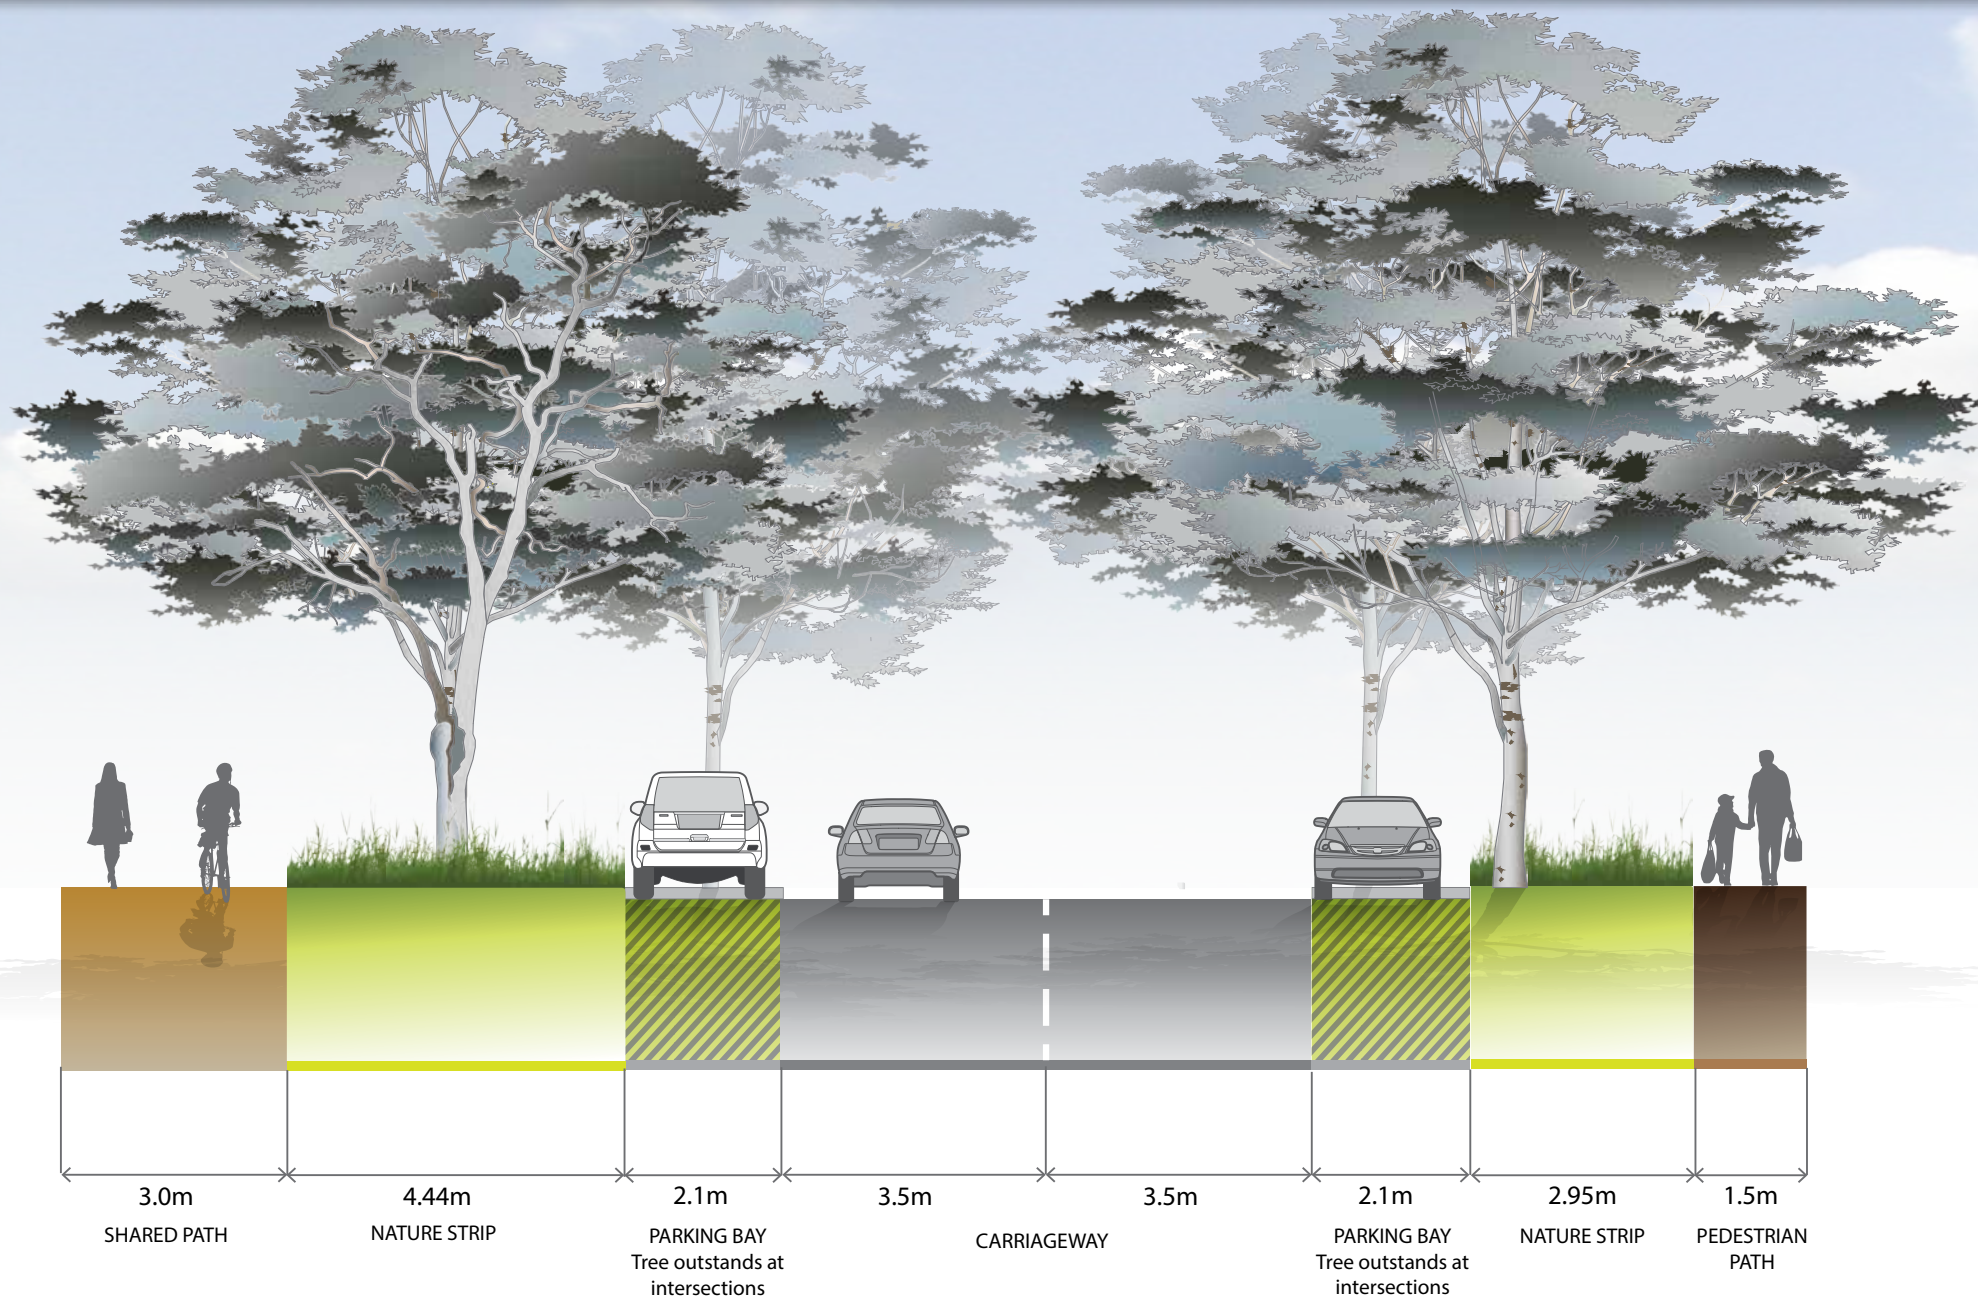 3.0m
4.44m
2.1m
3.5m
3.5m
2.1m
2.95m
1.5m
SHARED PATH
NATURE STRIP
PARKING BAY
Tree outstands at
intersections
CARRIAGEWAY
PARKING BAY
Tree outstands at
intersections
NATURE STRIP
PEDESTRIAN
PATH